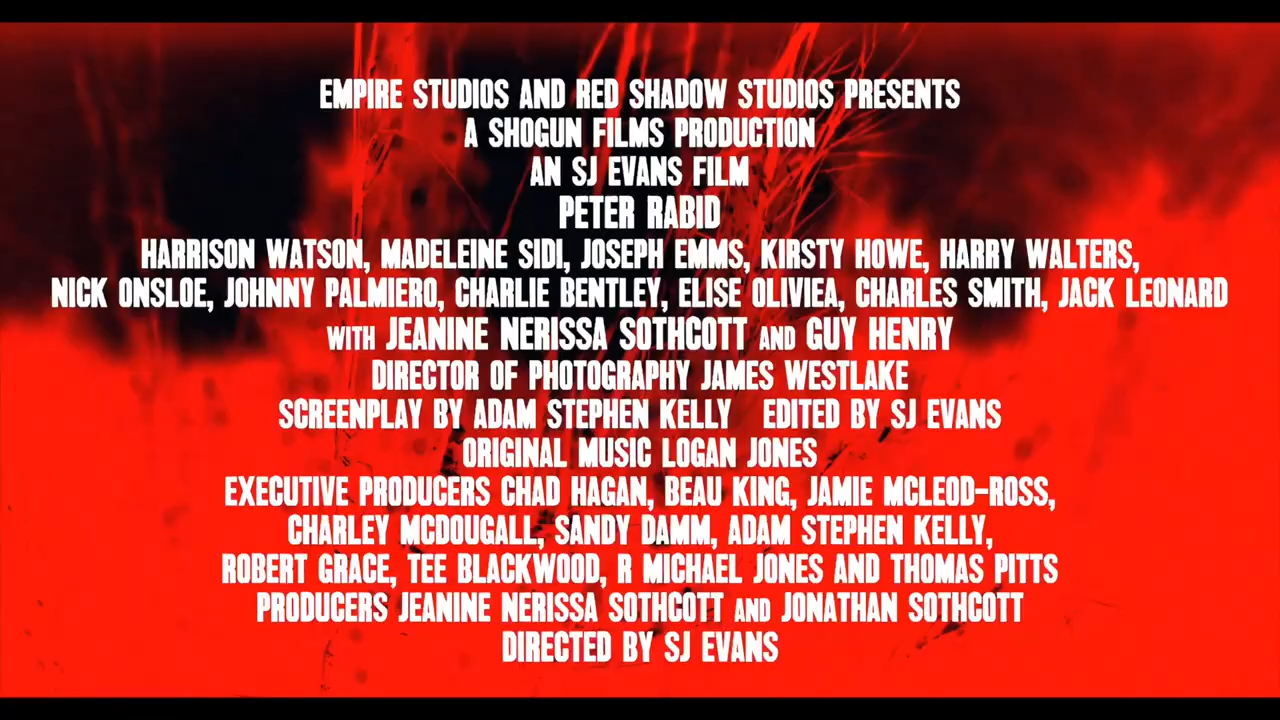 EMPIRE STUDIOS AND RED SHADOW STUDIOS PRESENTS
A SHOGUN FILMS PRODUCTION
AN SJ EVANS FILM
PETER RABID
HARRISON WATSON, MADELEINE SIDI, JOSEPH EMMS, KIRSTY HOWE, HARRY WALTERS,
NICK ONSLOE, JOHNNY PALMIERO, CHARLIE BENTLEY, ELISE OLIVIEA, CHARLES SMITH, JACK LEONARD
WITH JEANINE NERISSA SOTHCOTT AND GUY HENRY
DIRECTOR OF PHOTOGRAPHY JAMES WESTLAKE
SCREENPLAY BY ADAM STEPHEN KELLY EDITED BY SJ EVANS
ORIGINAL MUSIC LOGAN JONES
EXECUTIVE PRODUCERS CHAD HAGAN, BEAU KING, JAMIE MCLEOD-ROSS,
CHARLEY MCDOUGALL, SANDY DAMM, ADAM STEPHEN KELLY,
ROBERT GRACE, TEE BLACKWOOD, R MICHAEL JONES AND THOMAS PITTS
PRODUCERS JEANINE NERISSA SOTHCOTT AND JONATHAN SOTHCOTT
DIRECTED BY SJ EVANS